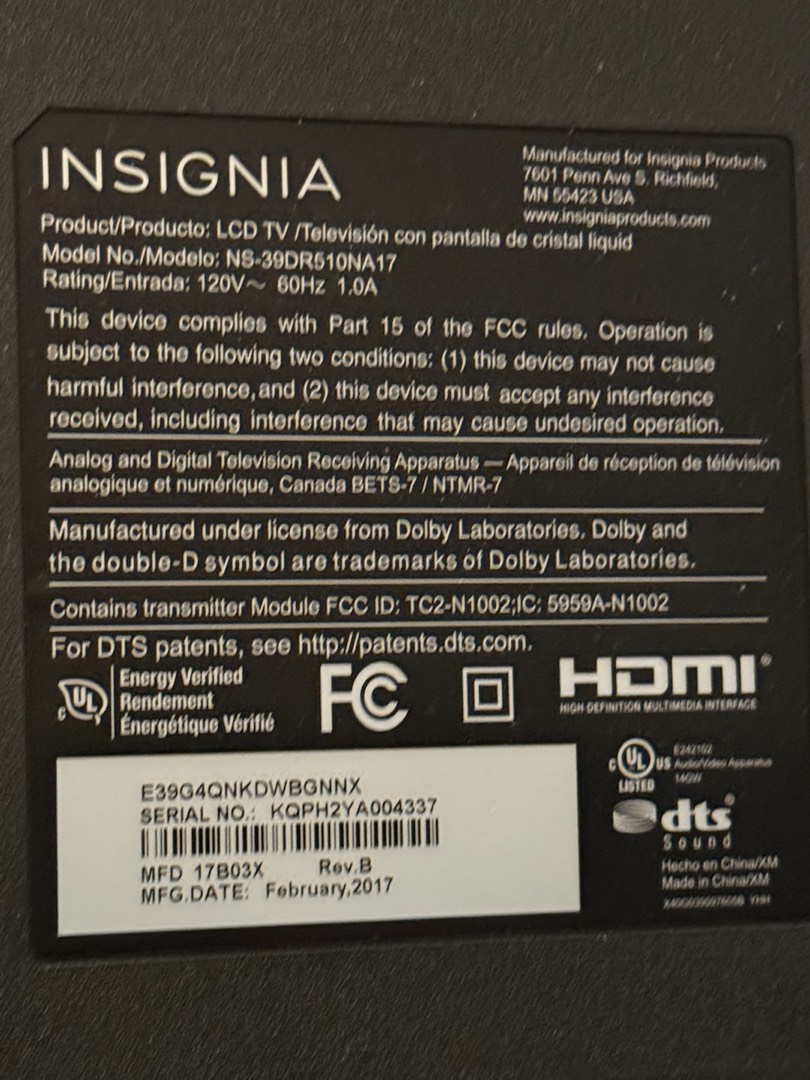 INSIGNIA
Manufactured for Insignia Products
7601 Penn Ave S. Richfield,
MN 55423 USA
www.insigniaproducts.com
Product/Producto: LCD TV /Televisión con pantalla de cristal liquid
Model No./Modelo: NS-39DR510NA17
Rating/Entrada: 120V～ 60Hz 1.0A
This device complies with Part 15 of the FCC rules. Operation is
subject to the following two conditions: (1) this device may not cause
harmful interference, and (2) this device must accept any interference
received, including interference that may cause undesired operation.
Analog and Digital Television Receiving Apparatus — Appareil de réception de télévision
analogique et numérique, Canada BETS-7 / NTMR-7
Manufactured under license from Dolby Laboratories. Dolby and
the double-D symbol are trademarks of Dolby Laboratories.
Contains transmitter Module FCC ID: TC2-N1002;IC: 5959A-N1002
For DTS patents, see http://patents.dts.com.
c UL
Energy Verified
Rendement
Énergétique Vérifié
FC
HDMI®
HIGH-DEFINITION MULTIMEDIA INTERFACE
c UL US
LISTED
E242102
Audio/Video Apparatus
14GW
dts®
Sound
Hecho en China/XM
Made in China/XM
E39G4QNKDWBGNNX
SERIAL NO.: KQPH2YA004337
MFD 17B03X Rev.B
MFG.DATE: February,2017